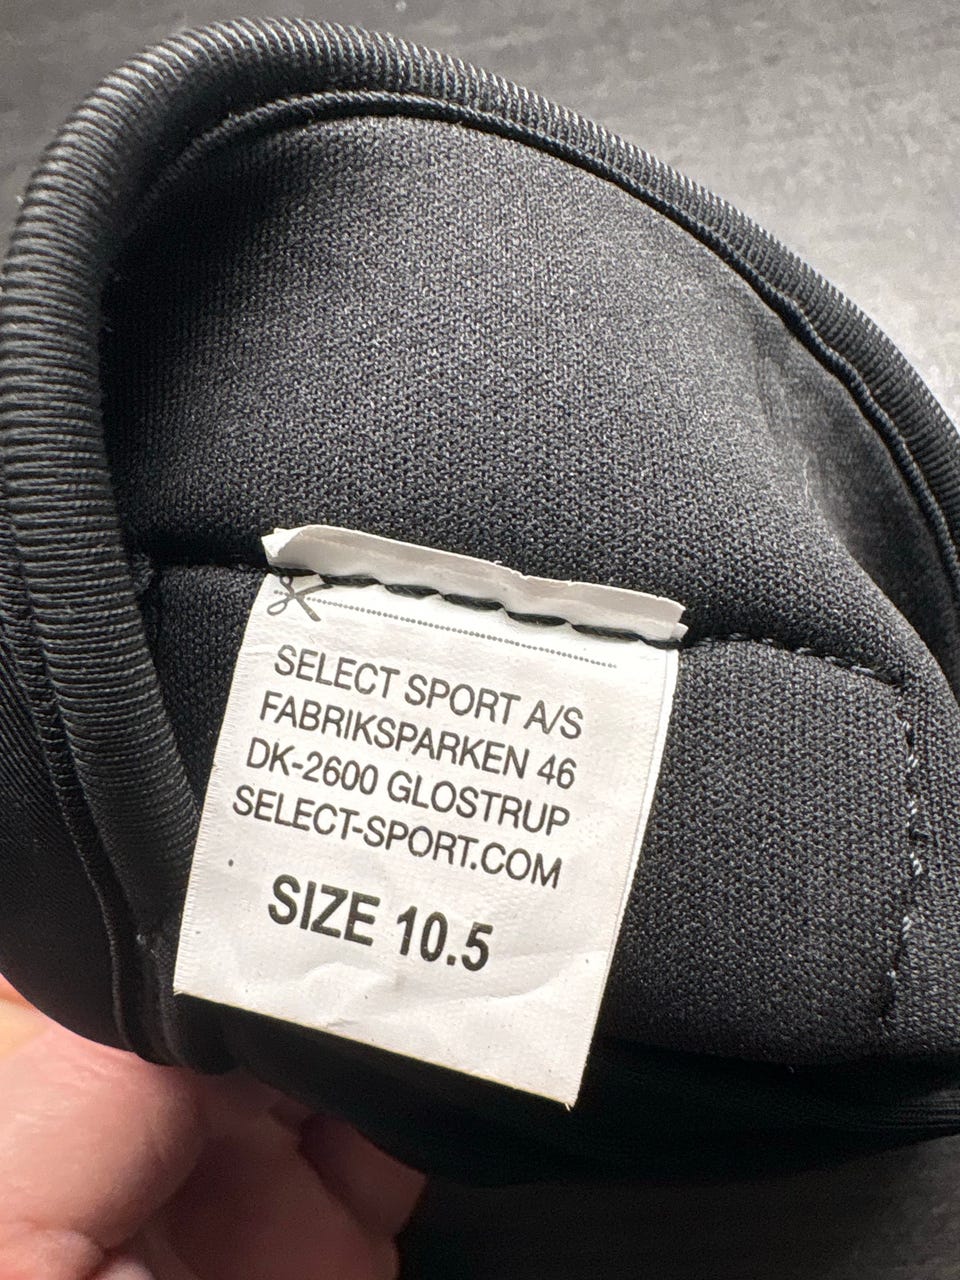 SELECT SPORT A/S
FABRIKSPARKEN 46
DK-2600 GLOSTRUP
SELECT-SPORT.COM
SIZE 10.5